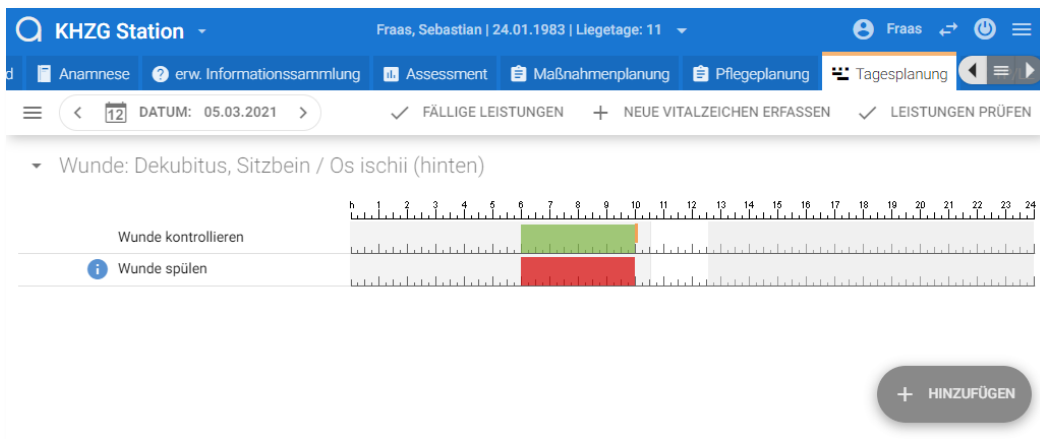 KHZG Station
Fraas, Sebastian | 24.01.1983 | Liegetage: 11
Fraas
d Anamnese erw. Informationssammlung Assessment Maßnahmenplanung Pflegeplanung Tagesplanung
12 DATUM: 05.03.2021 FÄLLIGE LEISTUNGEN NEUE VITALZEICHEN ERFASSEN LEISTUNGEN PRÜFEN
Wunde: Dekubitus, Sitzbein / Os ischii (hinten)
h 1 2 3 4 5 6 7 8 9 10 11 12 13 14 15 16 17 18 19 20 21 22 23 24
Wunde kontrollieren
i Wunde spülen
+ HINZUFÜGEN